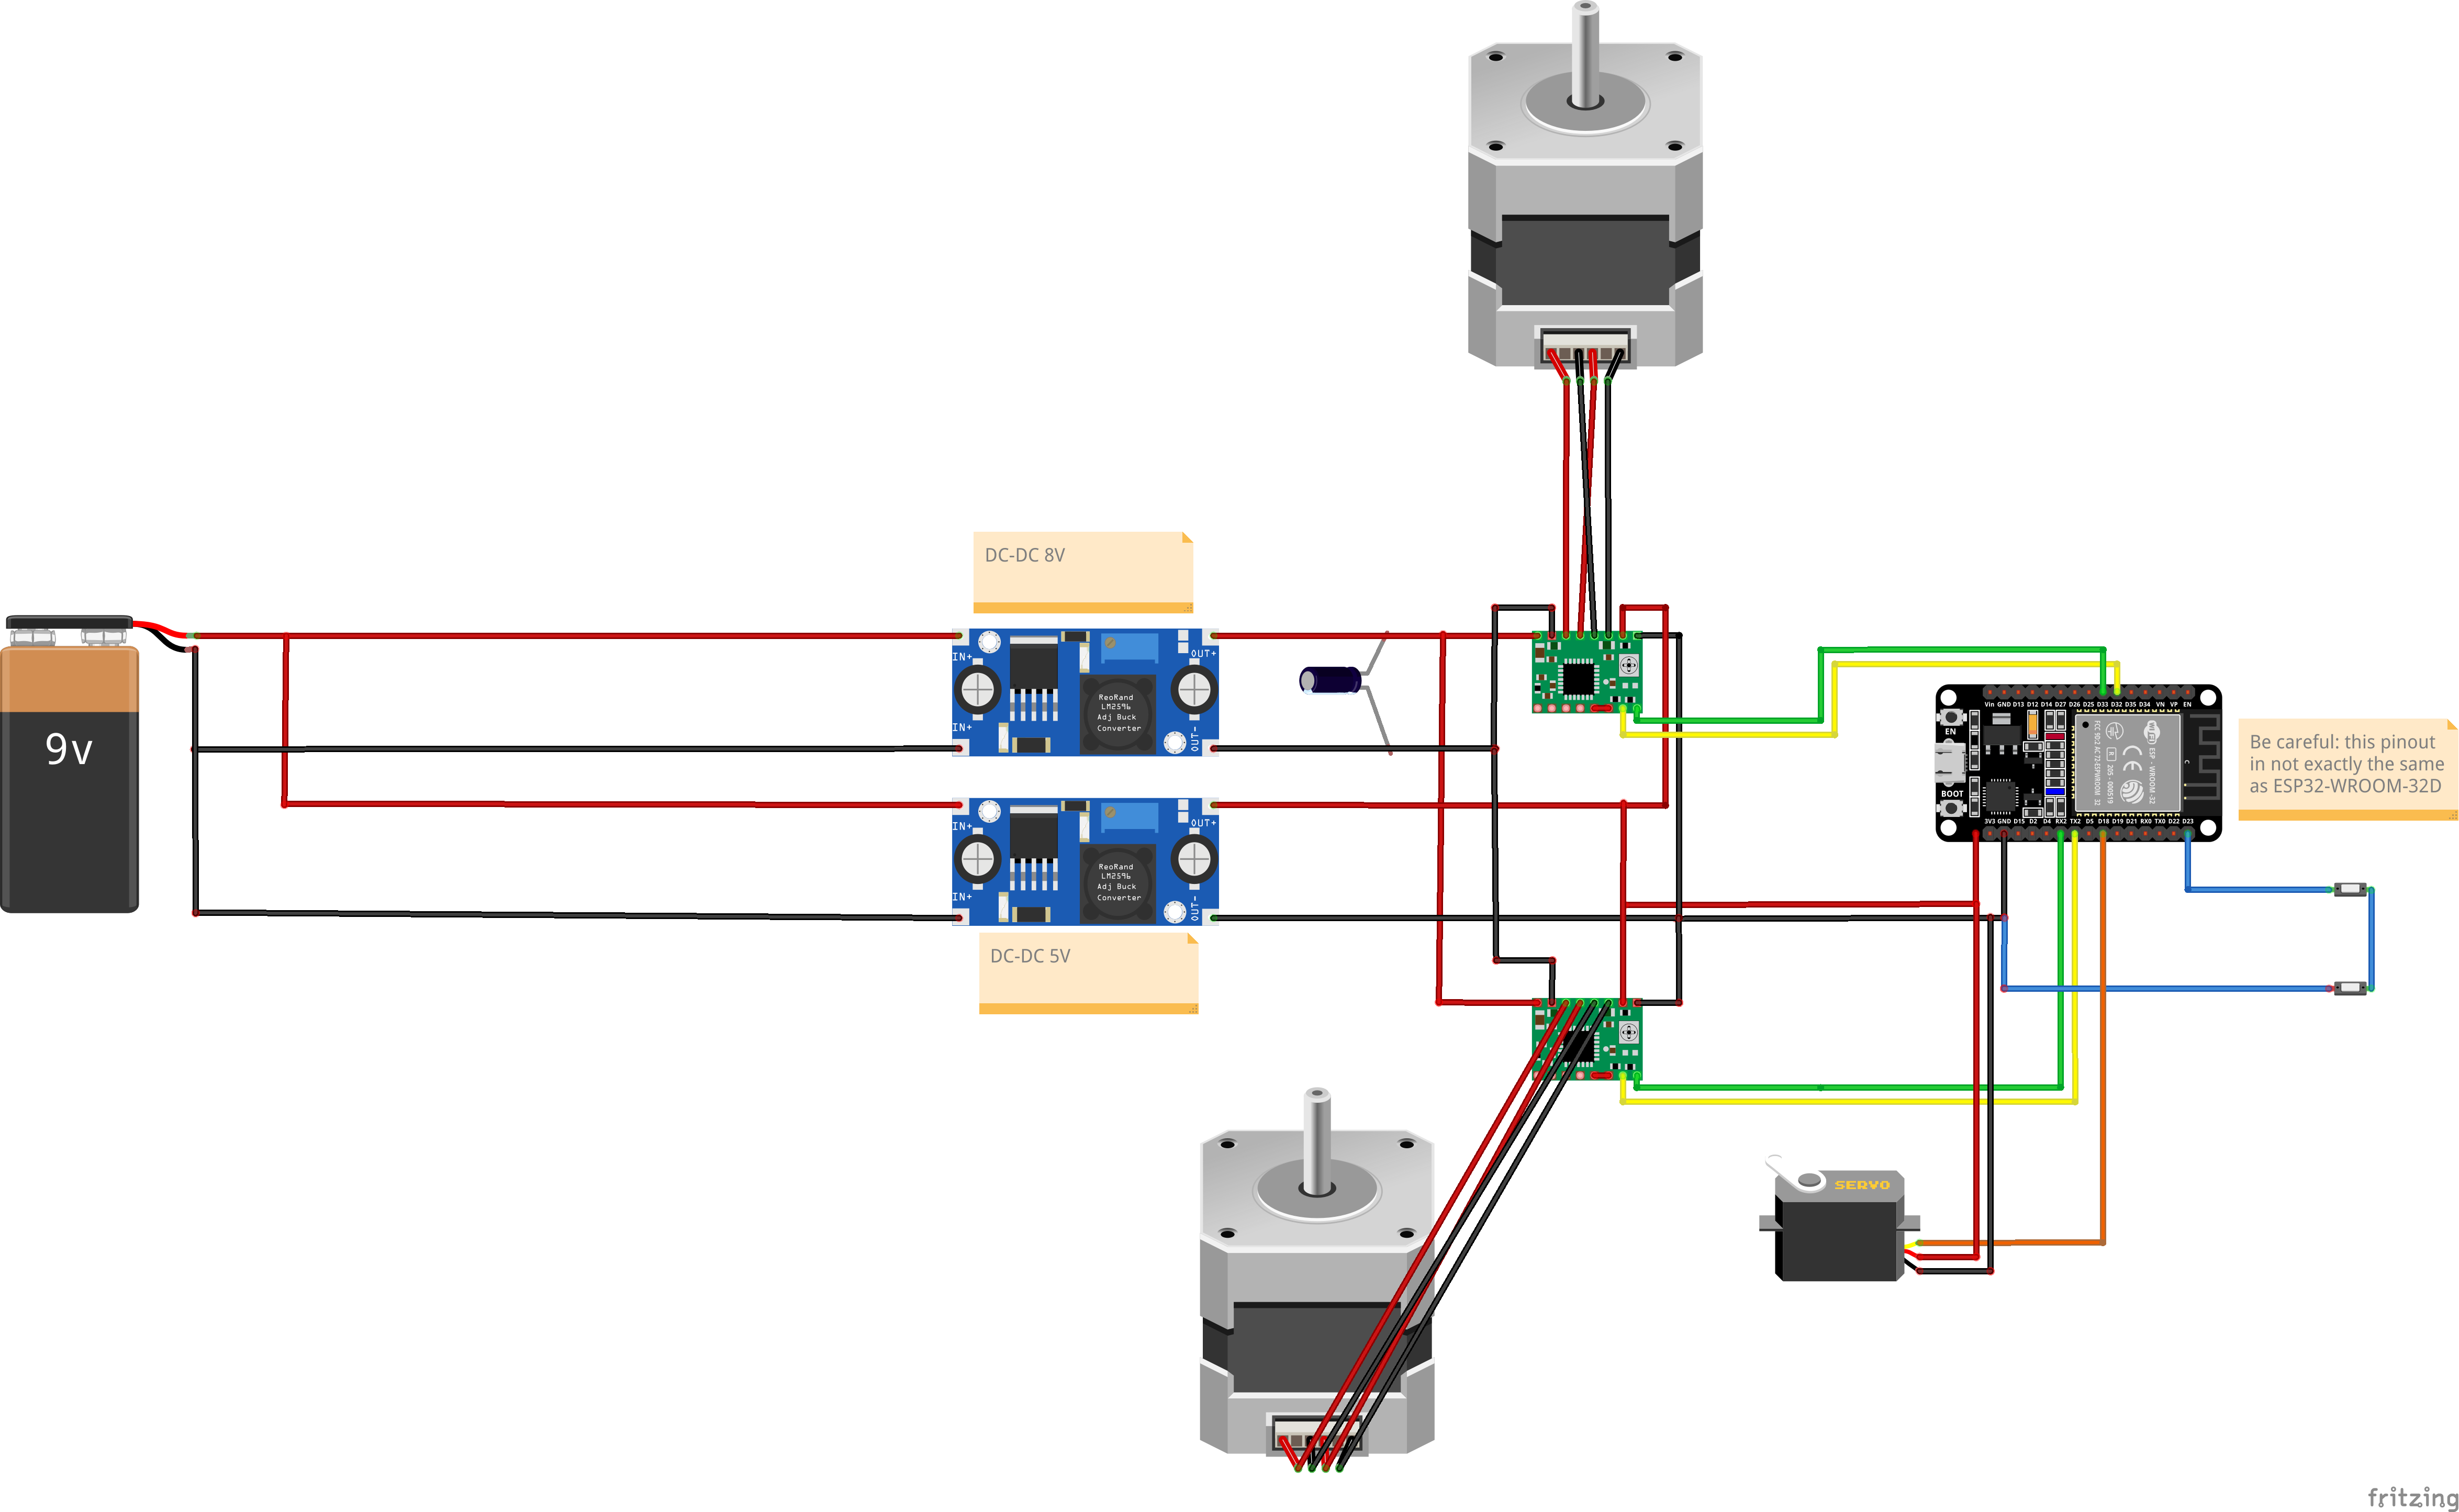 DC-DC 8V
9v
IN+
OUT+
ReoRand
LM2596
Adj Buck
Converter
IN+
OUT-
IN+
OUT+
ReoRand
LM2596
Adj Buck
Converter
IN+
OUT-
DC-DC 5V
Vin GND D13 D12 D14 D27 D26 D25 D33 D32 D35 D34 VN VP EN
EN
BOOT
ESP - WROOM-32
3V3 GND D15 D2 D4 RX2 TX2 D5 D18 D19 D21 RX0 TX0 D22 D23
Be careful: this pinout
in not exactly the same
as ESP32-WROOM-32D
SERVO
fritzing